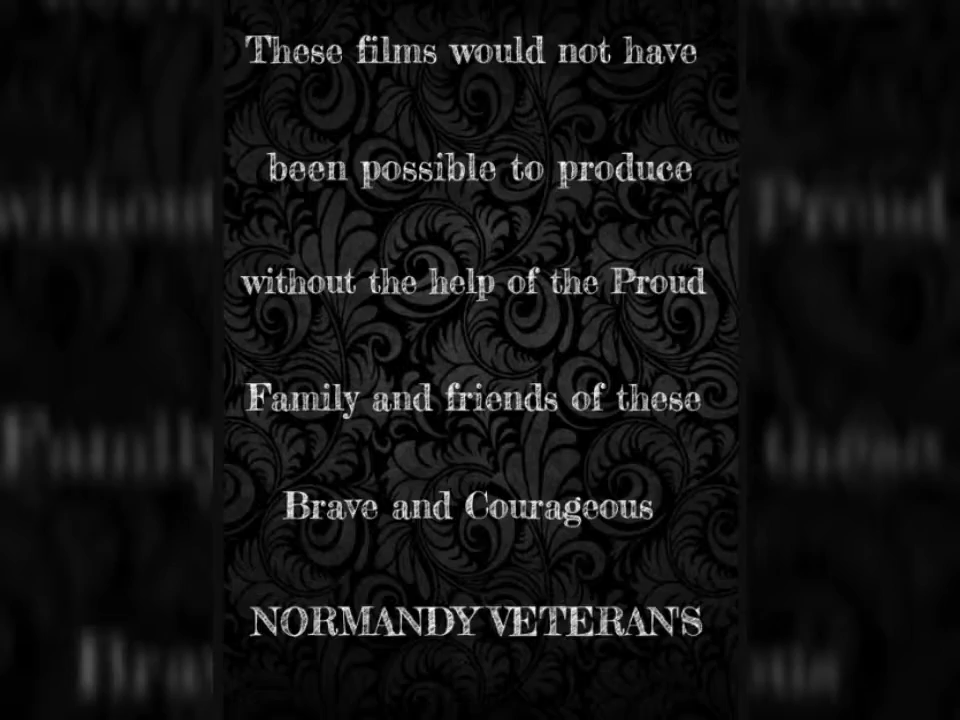 These films would not have
been possible to produce
without the help of the Proud
Family and friends of these
Brave and Courageous
NORMANDY VETERAN'S